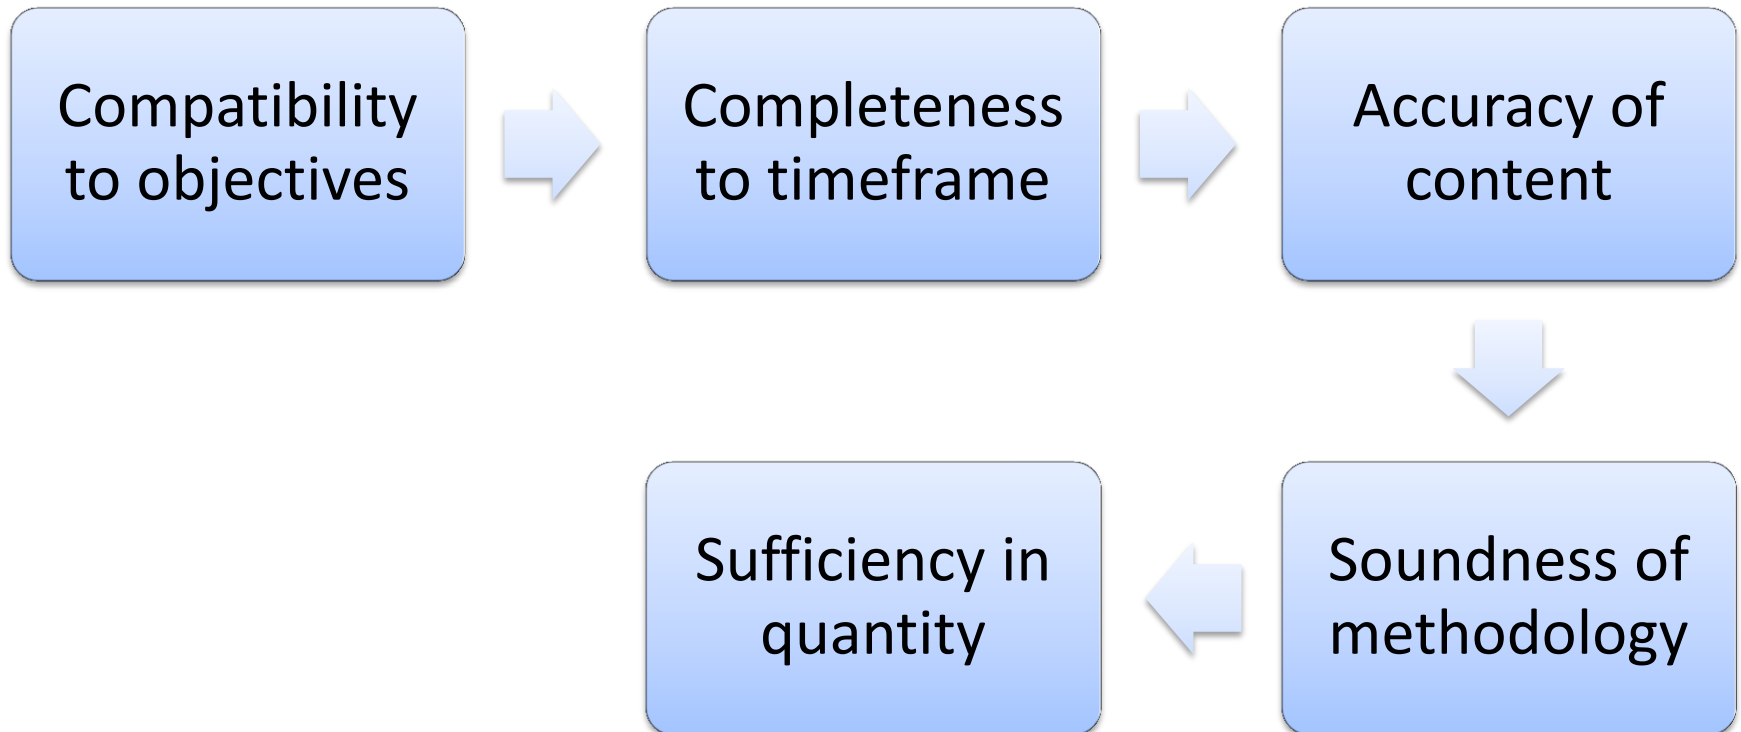 Compatibility
to objectives
Completeness
to timeframe
Accuracy of
content
Soundness of
methodology
Sufficiency in
quantity